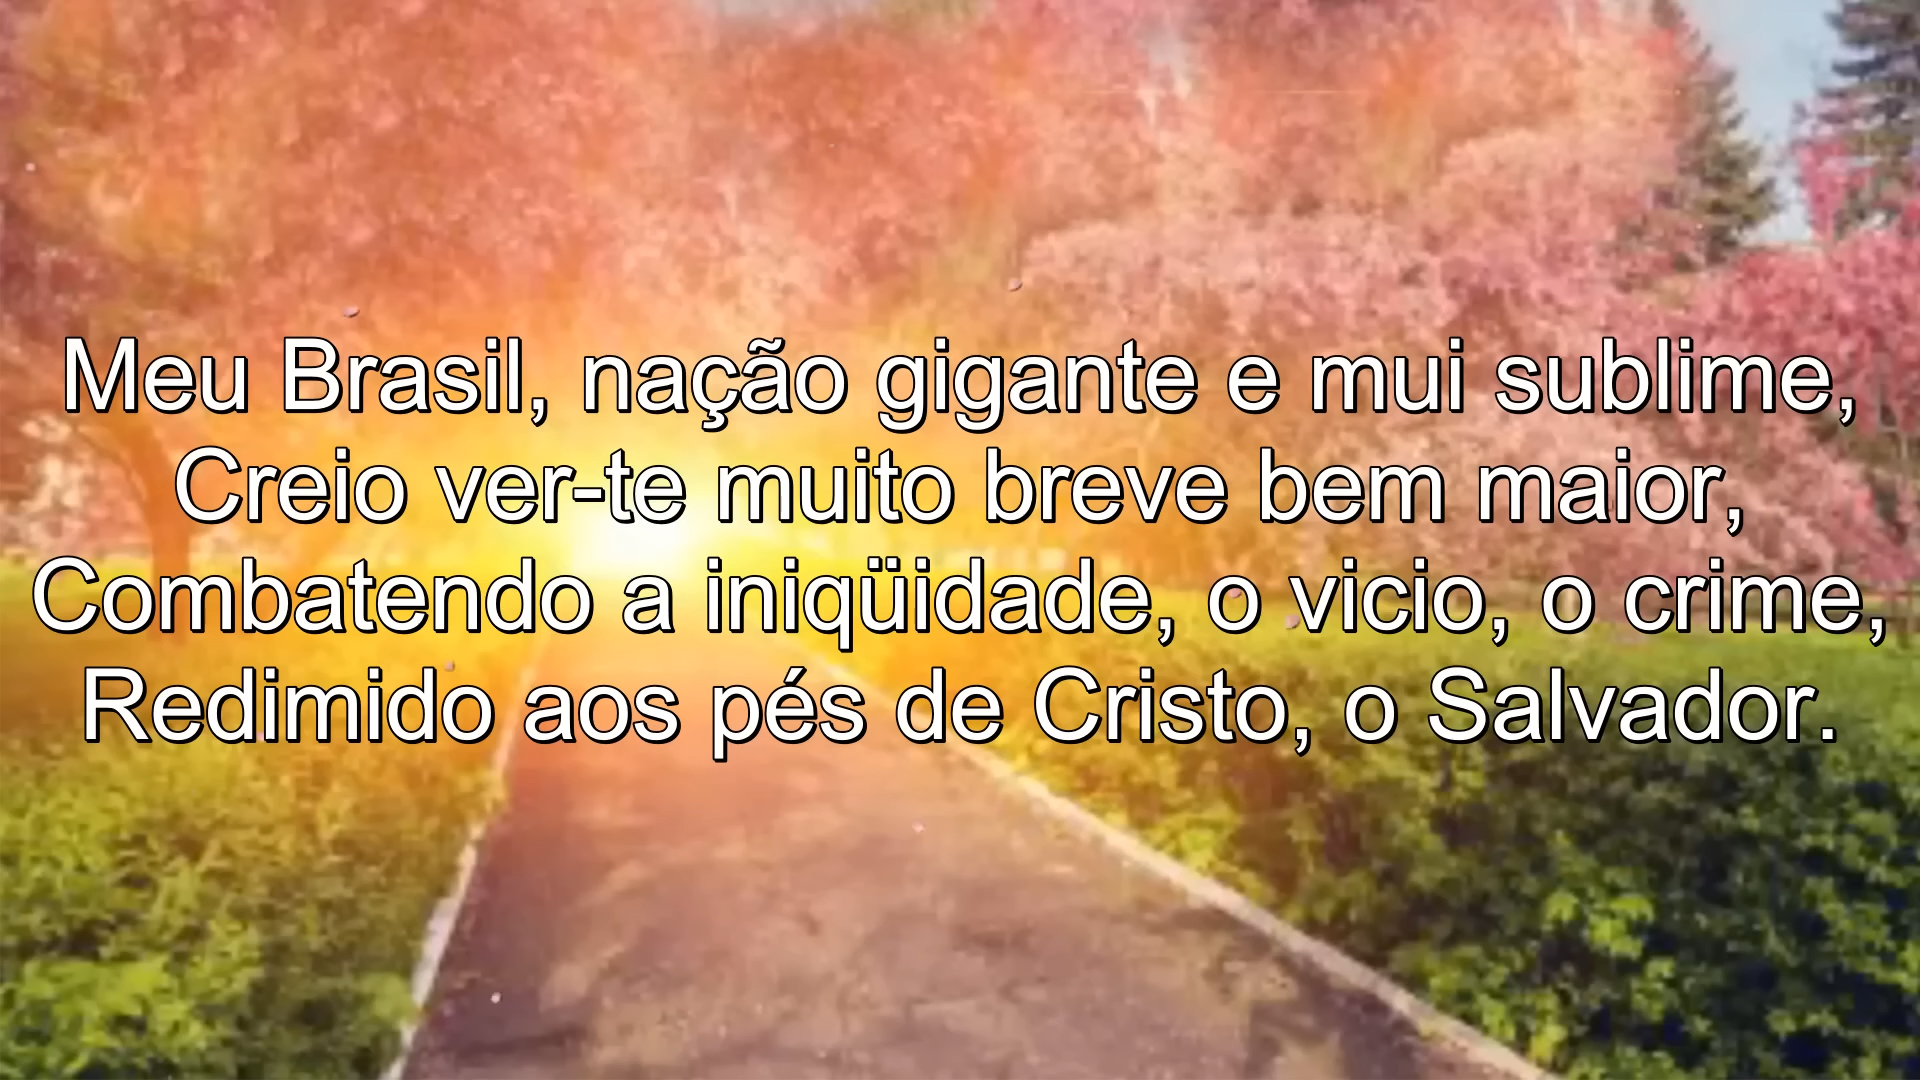 Meu Brasil, nação gigante e mui sublime,
Creio ver-te muito breve bem maior,
Combatendo a iniqüidade, o vicio, o crime,
Redimido aos pés de Cristo, o Salvador.